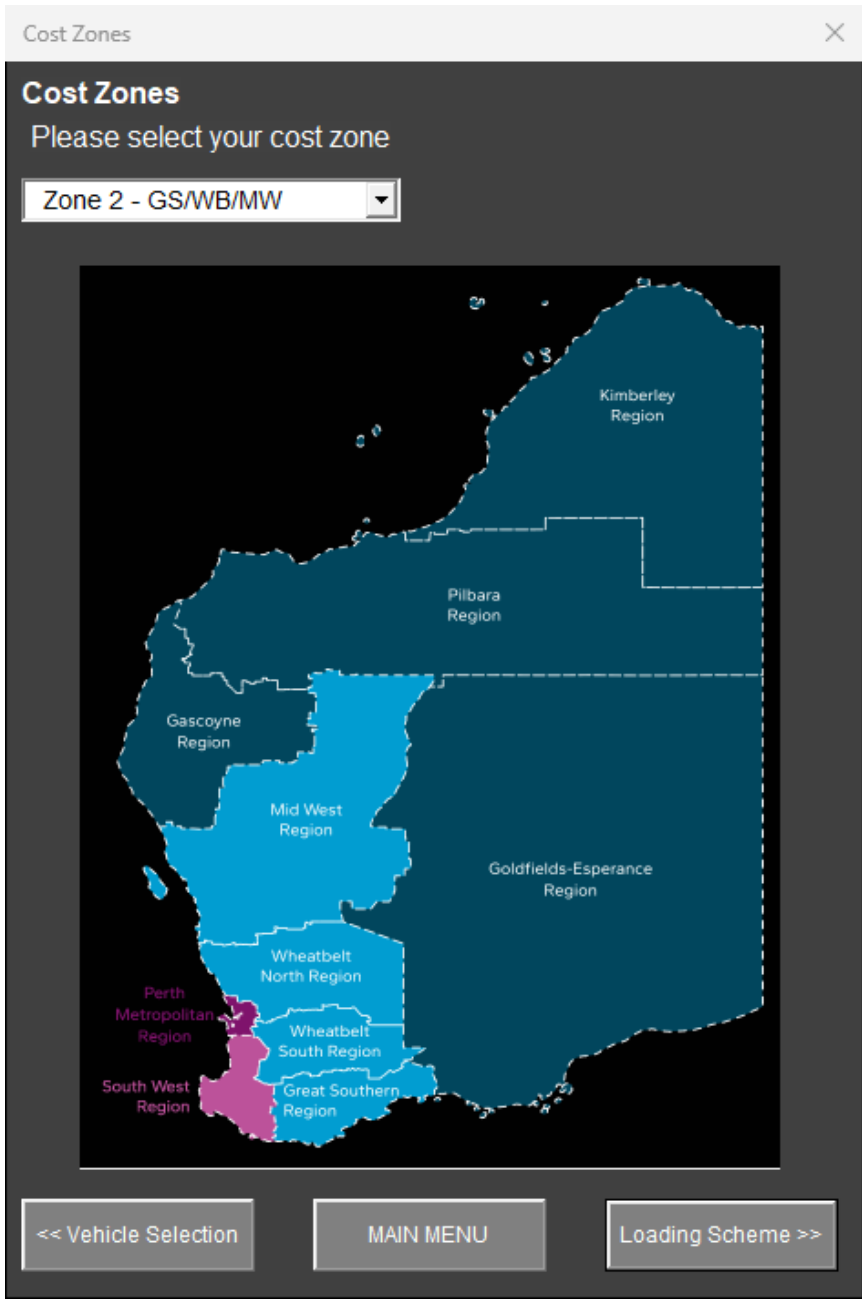 Cost Zones
Cost Zones
Please select your cost zone
Zone 2 - GS/WB/MW
Kimberley
Region
Pilbara
Region
Gascoyne
Region
Mid West
Region
Goldfields-Esperance
Region
Wheatbelt
North Region
Perth
Metropolitan
Region
Wheatbelt
South Region
South West
Region
Great Southern
Region
<< Vehicle Selection
MAIN MENU
Loading Scheme >>